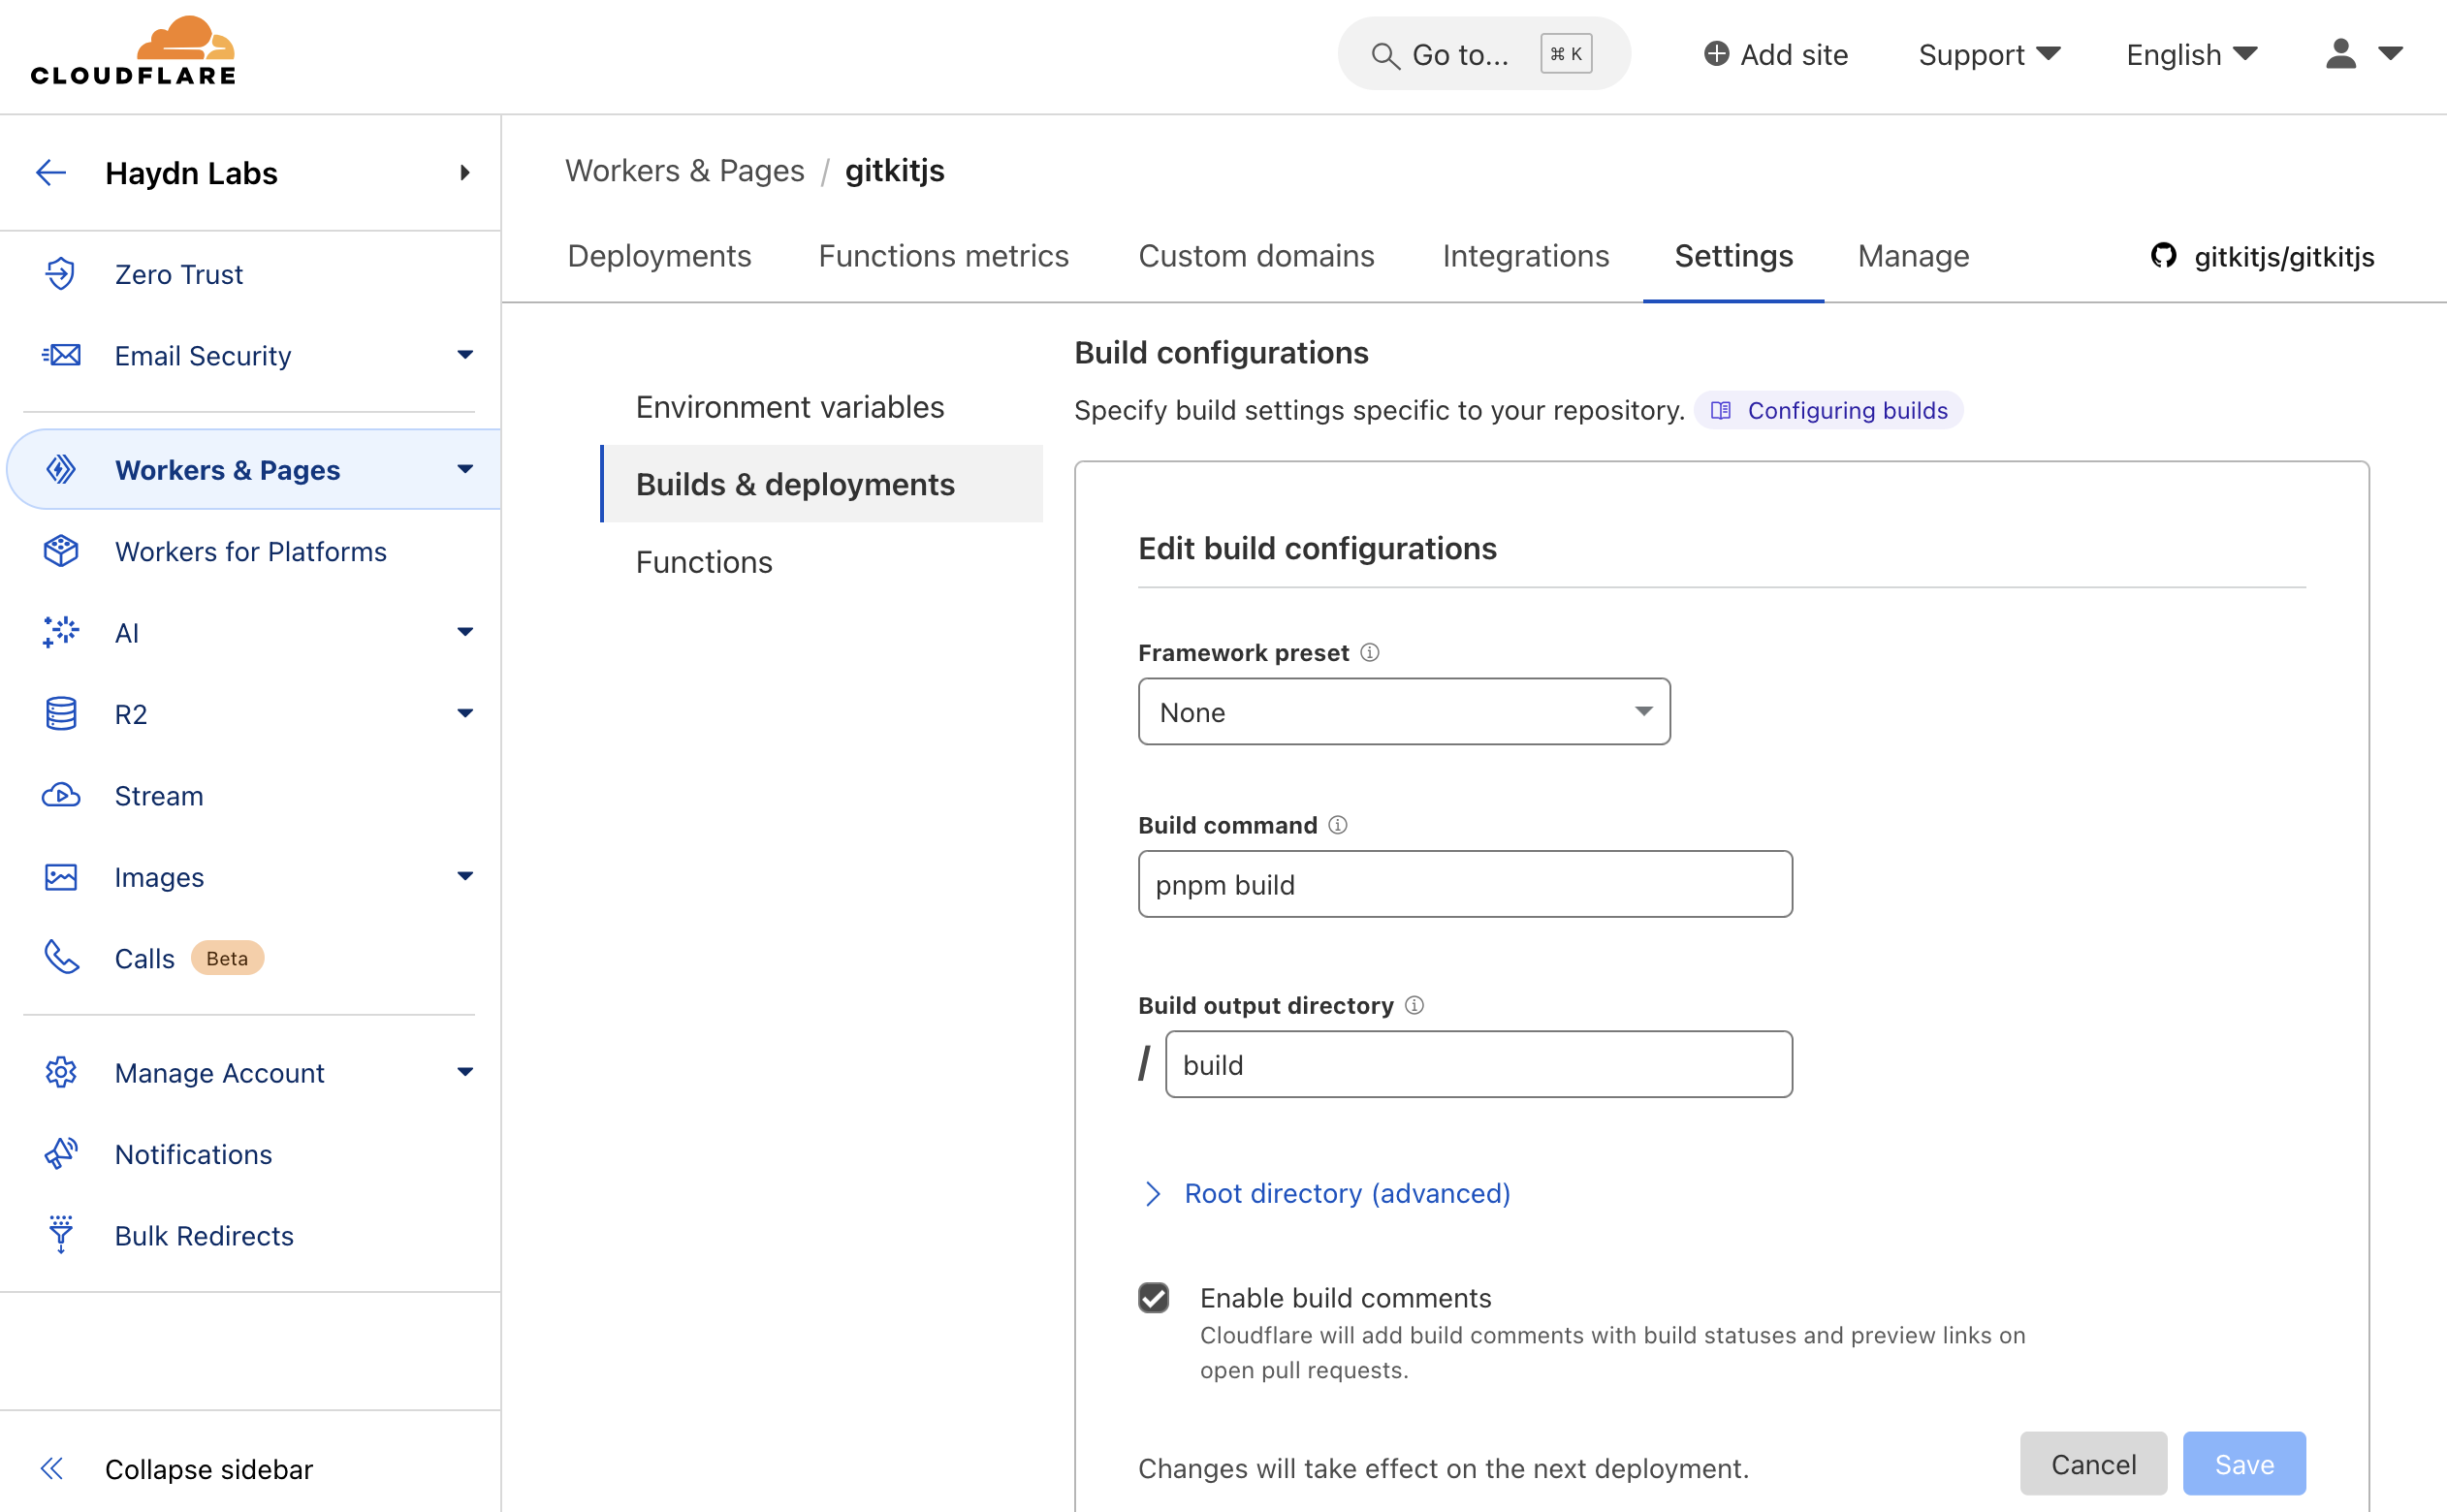 CLOUDFLARE
Go to... ⌘ K
Add site
Support
English
Haydn Labs
Zero Trust
Email Security
Workers & Pages
Workers for Platforms
AI
R2
Stream
Images
Calls Beta
Manage Account
Notifications
Bulk Redirects
Collapse sidebar
Workers & Pages / gitkitjs
Deployments
Functions metrics
Custom domains
Integrations
Settings
Manage
gitkitjs/gitkitjs
Environment variables
Builds & deployments
Functions
Build configurations
Specify build settings specific to your repository. Configuring builds
Edit build configurations
Framework preset
None
Build command
pnpm build
Build output directory
/ build
Root directory (advanced)
Enable build comments
Cloudflare will add build comments with build statuses and preview links on
open pull requests.
Changes will take effect on the next deployment.
Cancel
Save